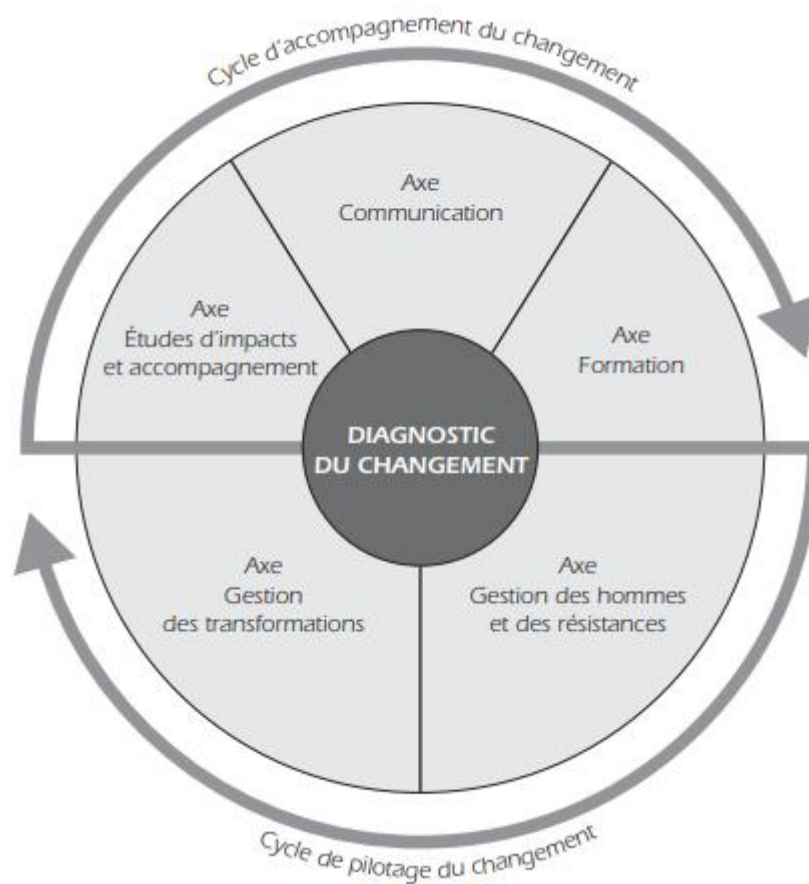 Cycle d'accompagnement du changement
Axe
Communication
Axe
Études d'impacts
et accompagnement
Axe
Formation
DIAGNOSTIC
DU CHANGEMENT
Axe
Gestion
des transformations
Axe
Gestion des hommes
et des résistances
Cycle de pilotage du changement